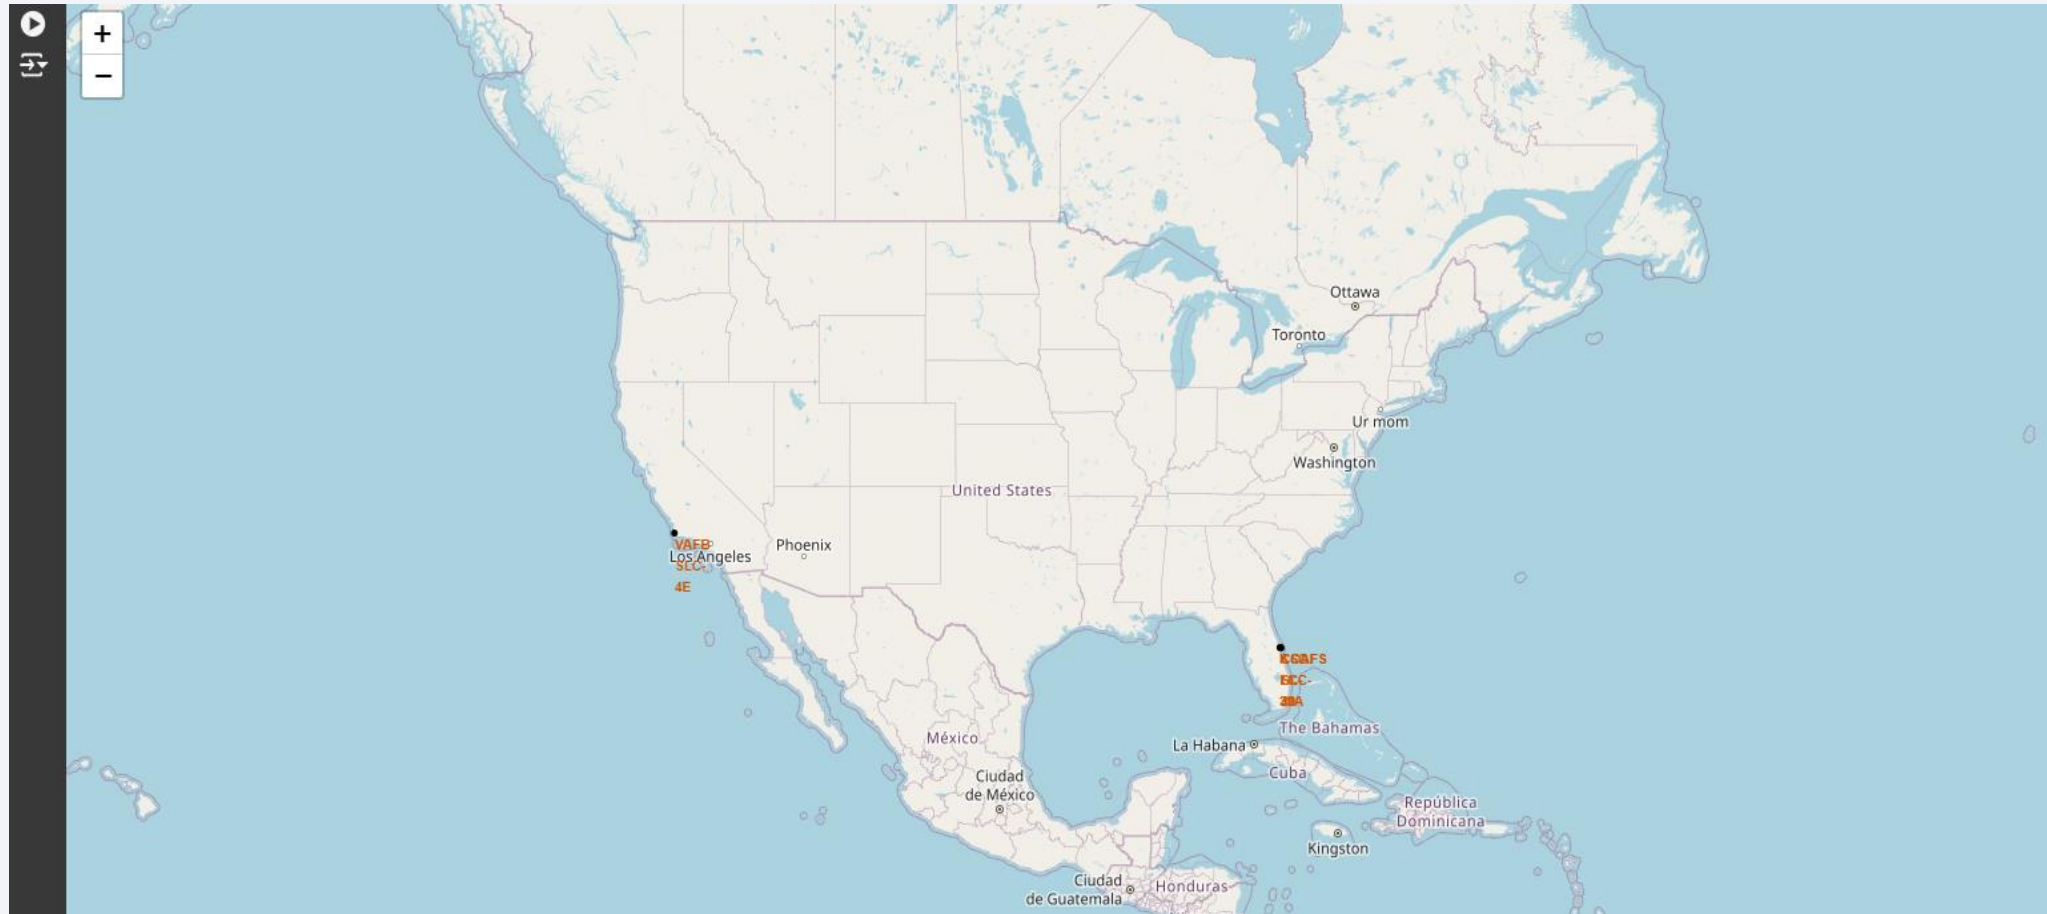 +
−
Ottawa
Toronto
Ur mom
Washington
United States
VAFB
Los Angeles
SLC-
4E
Phoenix
The Bahamas
La Habana
México
Cuba
Ciudad
de México
República
Dominicana
Kingston
Ciudad
de Guatemala
Honduras